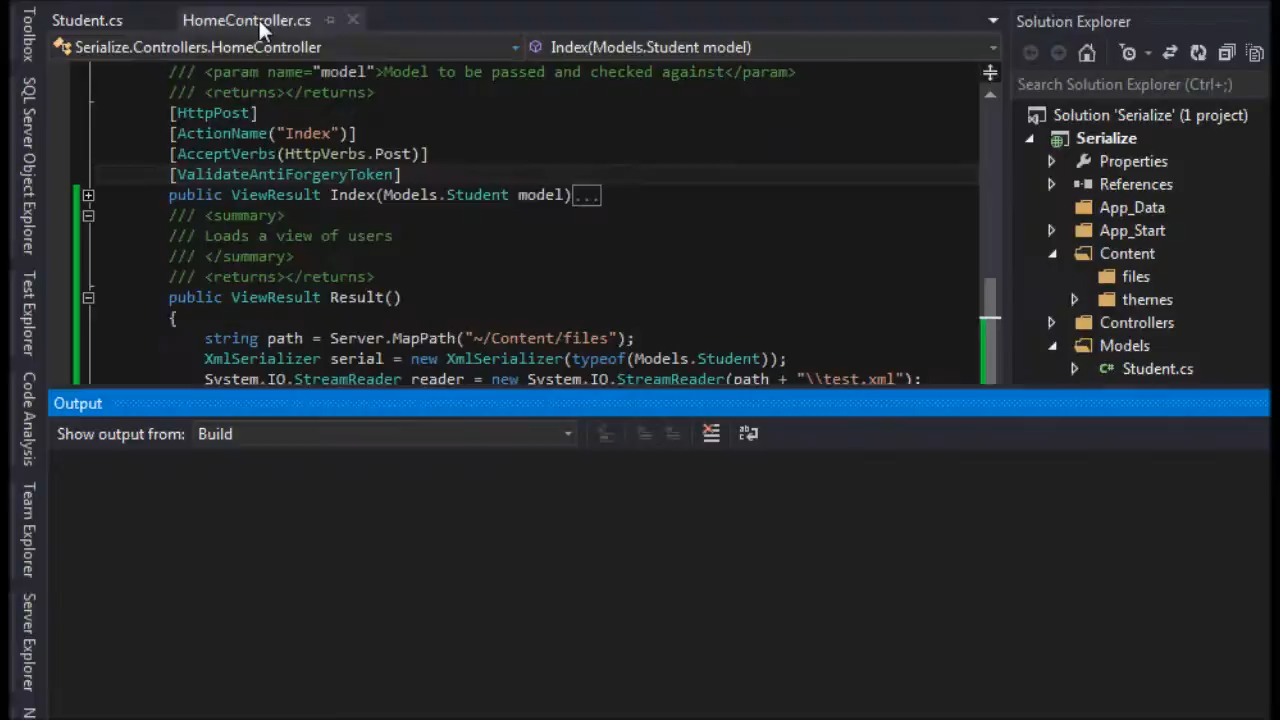 Student.cs
HomeController.cs
Serialize.Controllers.HomeController
Index(Models.Student model)
/// <param name="model">Model to be passed and checked against</param>
/// <returns></returns>
[HttpPost]
[ActionName("Index")]
[AcceptVerbs(HttpVerbs.Post)]
[ValidateAntiForgeryToken]
public ViewResult Index(Models.Student model)...
/// <summary>
/// Loads a view of users
/// </summary>
/// <returns></returns>
public ViewResult Result()
{
string path = Server.MapPath("~/Content/files");
XmlSerializer serial = new XmlSerializer(typeof(Models.Student));
System.IO.StreamReader reader = new System.IO.StreamReader(path + "\\test.xml");
Output
Show output from: Build
Toolbox
SQL Server Object Explorer
Test Explorer
Code Analysis
Team Explorer
Server Explorer
N
Solution Explorer
Search Solution Explorer (Ctrl+;)
Solution 'Serialize' (1 project)
Serialize
Properties
References
App_Data
App_Start
Content
files
themes
Controllers
Models
C# Student.cs